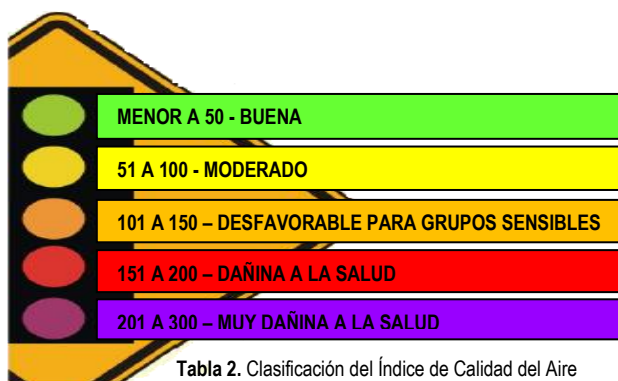 MENOR A 50 - BUENA
51 A 100 - MODERADO
101 A 150 – DESFAVORABLE PARA GRUPOS SENSIBLES
151 A 200 – DAÑINA A LA SALUD
201 A 300 – MUY DAÑINA A LA SALUD
Tabla 2. Clasificación del Índice de Calidad del Aire